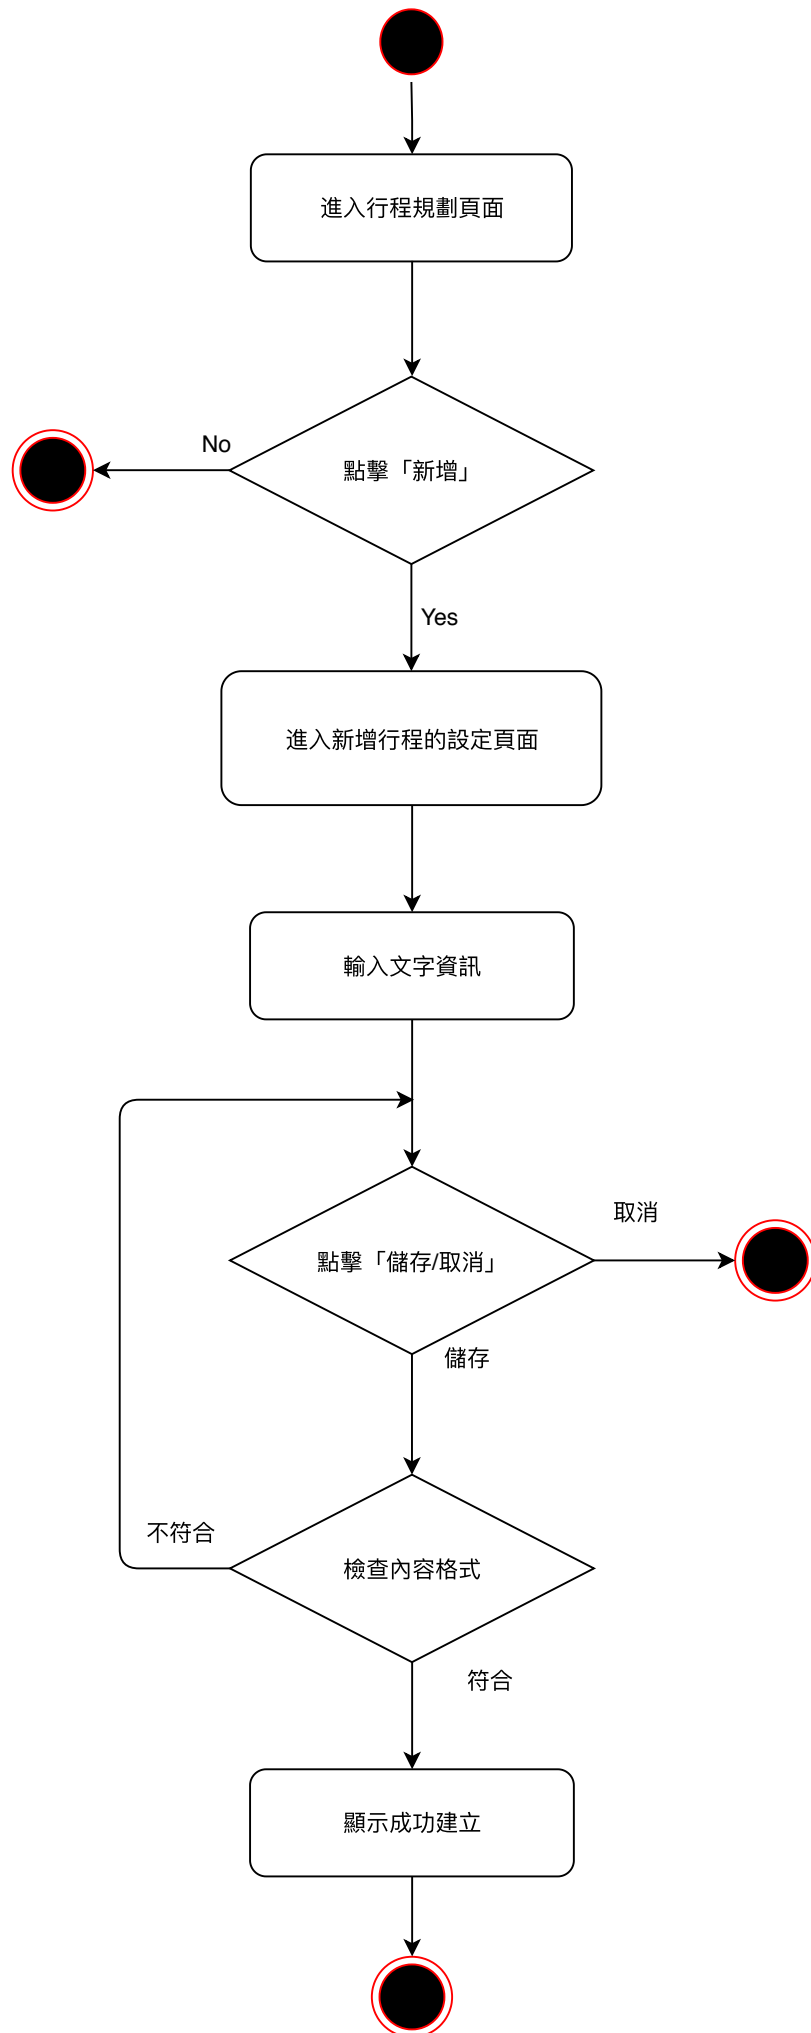 進入行程規劃頁面
點擊「新增」
No
Yes
進入新增行程的設定頁面
輸入文字資訊
點擊「儲存/取消」
取消
儲存
檢查內容格式
不符合
符合
顯示成功建立